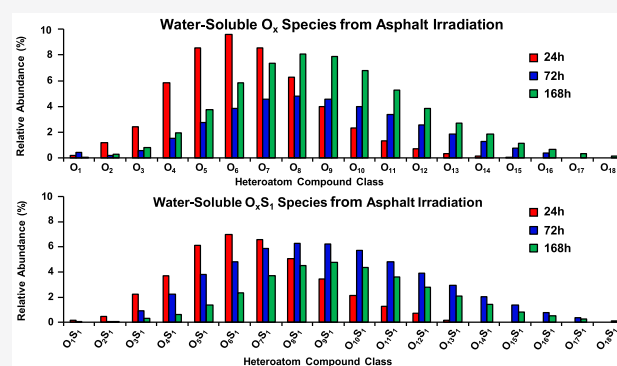 Water-Soluble Oₓ Species from Asphalt Irradiation
Relative Abundance (%)
10
8
6
4
2
0
24h
72h
168h
O₁ O₂ O₃ O₄ O₅ O₆ O₇ O₈ O₉ O₁₀ O₁₁ O₁₂ O₁₃ O₁₄ O₁₅ O₁₆ O₁₇ O₁₈
Heteroatom Compound Class
Water-Soluble OₓS₁ Species from Asphalt Irradiation
Relative Abundance (%)
10
8
6
4
2
0
24h
72h
168h
O₁S₁ O₂S₁ O₃S₁ O₄S₁ O₅S₁ O₆S₁ O₇S₁ O₈S₁ O₉S₁ O₁₀S₁ O₁₁S₁ O₁₂S₁ O₁₃S₁ O₁₄S₁ O₁₅S₁ O₁₆S₁ O₁₇S₁ O₁₈S₁
Heteroatom Compound Class